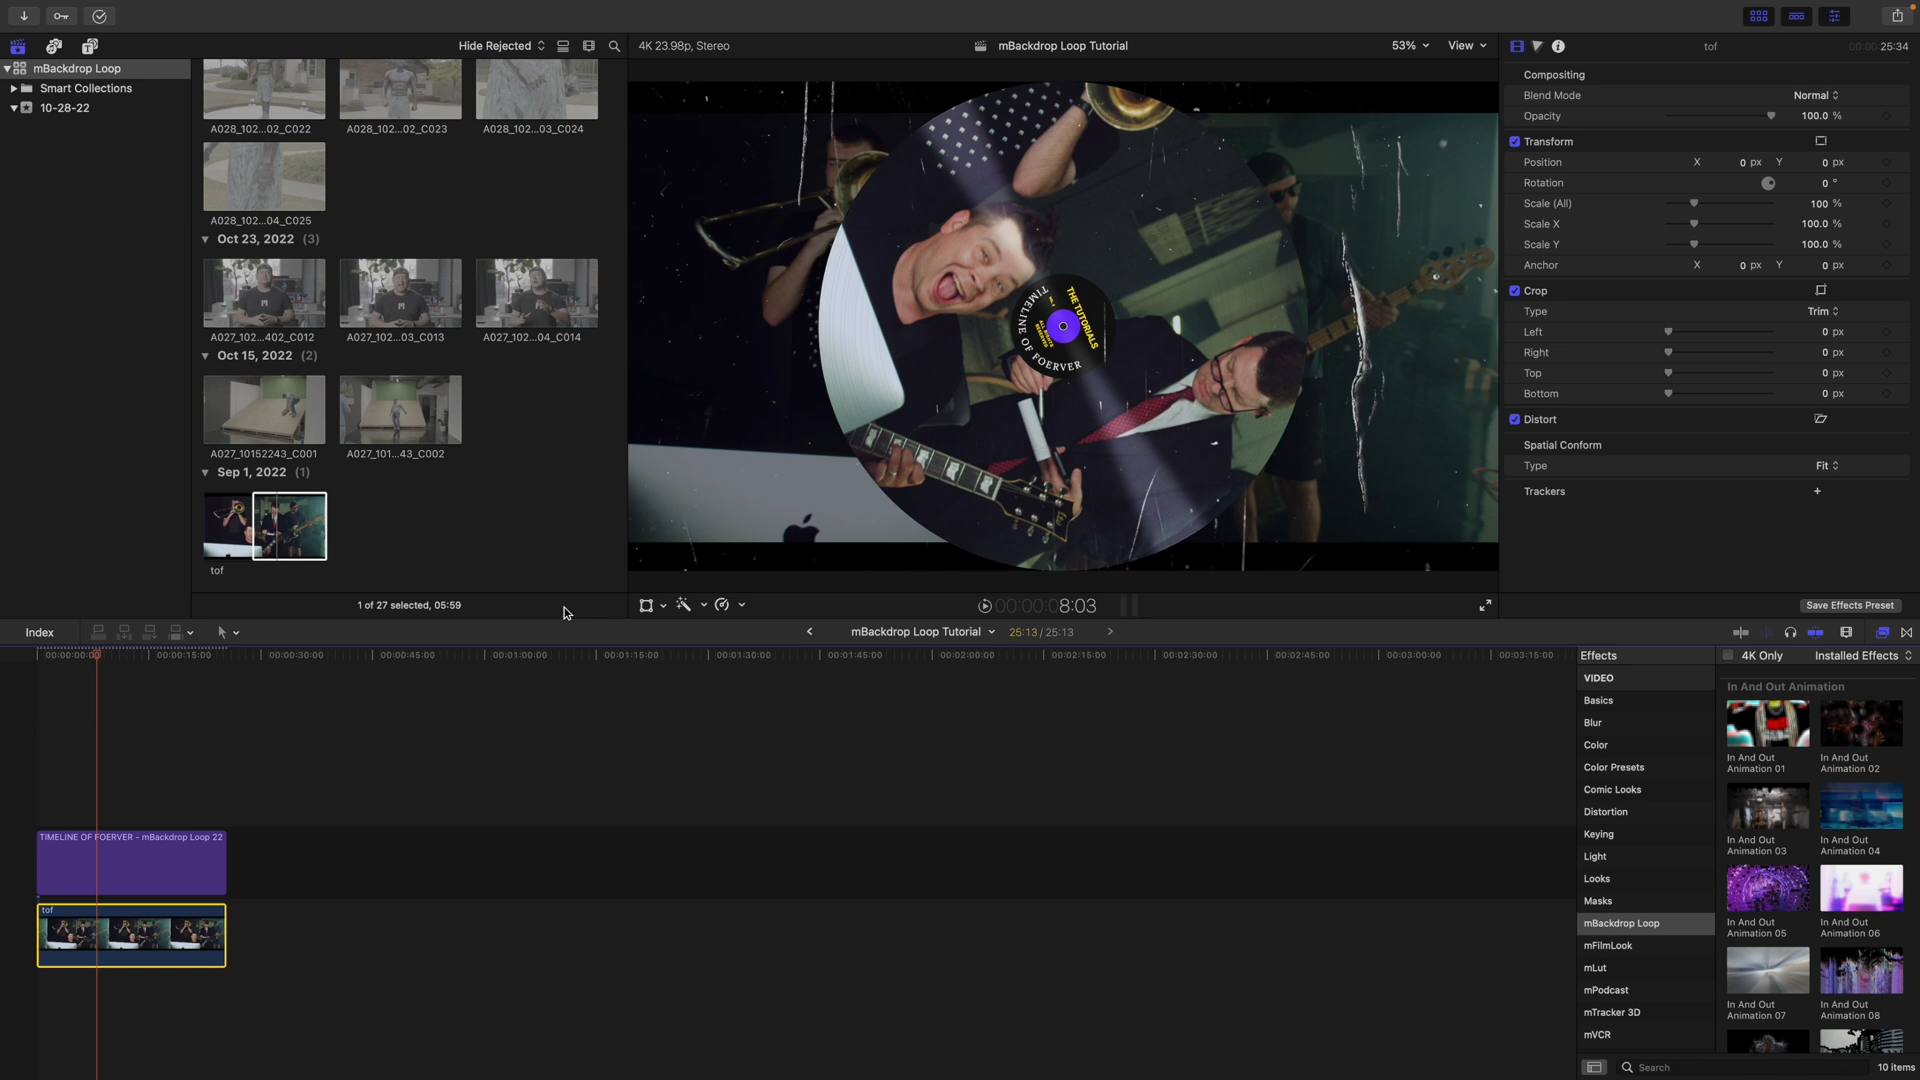 Hide Rejected
4K 23.98p, Stereo
mBackdrop Loop Tutorial
53%
View
tof
00:00:25:34
mBackdrop Loop
Smart Collections
10-28-22
A028_102...02_C022
A028_102...02_C023
A028_102...03_C024
A028_102...04_C025
Oct 23, 2022 (3)
A027_102...402_C012
A027_102...03_C013
A027_102...04_C014
Oct 15, 2022 (2)
A027_10152243_C001
A027_101...43_C002
Sep 1, 2022 (1)
tof
1 of 27 selected, 05:59
THE TUTORIALS
ALL RIGHTS
RESERVED
TIMELINE OF FOERVER
00:00:08:03
Compositing
Blend Mode Normal
Opacity 100.0 %
Transform
Position X 0 px Y 0 px
Rotation 0 °
Scale (All) 100 %
Scale X 100.0 %
Scale Y 100.0 %
Anchor X 0 px Y 0 px
Crop
Type Trim
Left 0 px
Right 0 px
Top 0 px
Bottom 0 px
Distort
Spatial Conform
Type Fit
Trackers +
Save Effects Preset
Index
mBackdrop Loop Tutorial
25:13 / 25:13
00:00:00:00
00:00:15:00
00:00:30:00
00:00:45:00
00:01:00:00
00:01:15:00
00:01:30:00
00:01:45:00
00:02:00:00
00:02:15:00
00:02:30:00
00:02:45:00
00:03:00:00
00:03:15:00
TIMELINE OF FOERVER - mBackdrop Loop 22
tof
Effects
4K Only
Installed Effects
VIDEO
Basics
Blur
Color
Color Presets
Comic Looks
Distortion
Keying
Light
Looks
Masks
mBackdrop Loop
mFilmLook
mLut
mPodcast
mTracker 3D
mVCR
In And Out Animation
In And Out
Animation 01
In And Out
Animation 02
In And Out
Animation 03
In And Out
Animation 04
In And Out
Animation 05
In And Out
Animation 06
In And Out
Animation 07
In And Out
Animation 08
Search
10 items